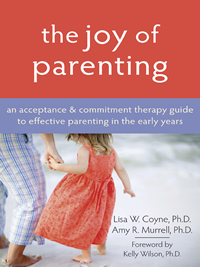 the joy of
parenting
an acceptance & commitment therapy guide
to effective parenting in the early years
Lisa W. Coyne, Ph.D.
Amy R. Murrell, Ph.D.
Foreword by
Kelly Wilson, Ph.D.